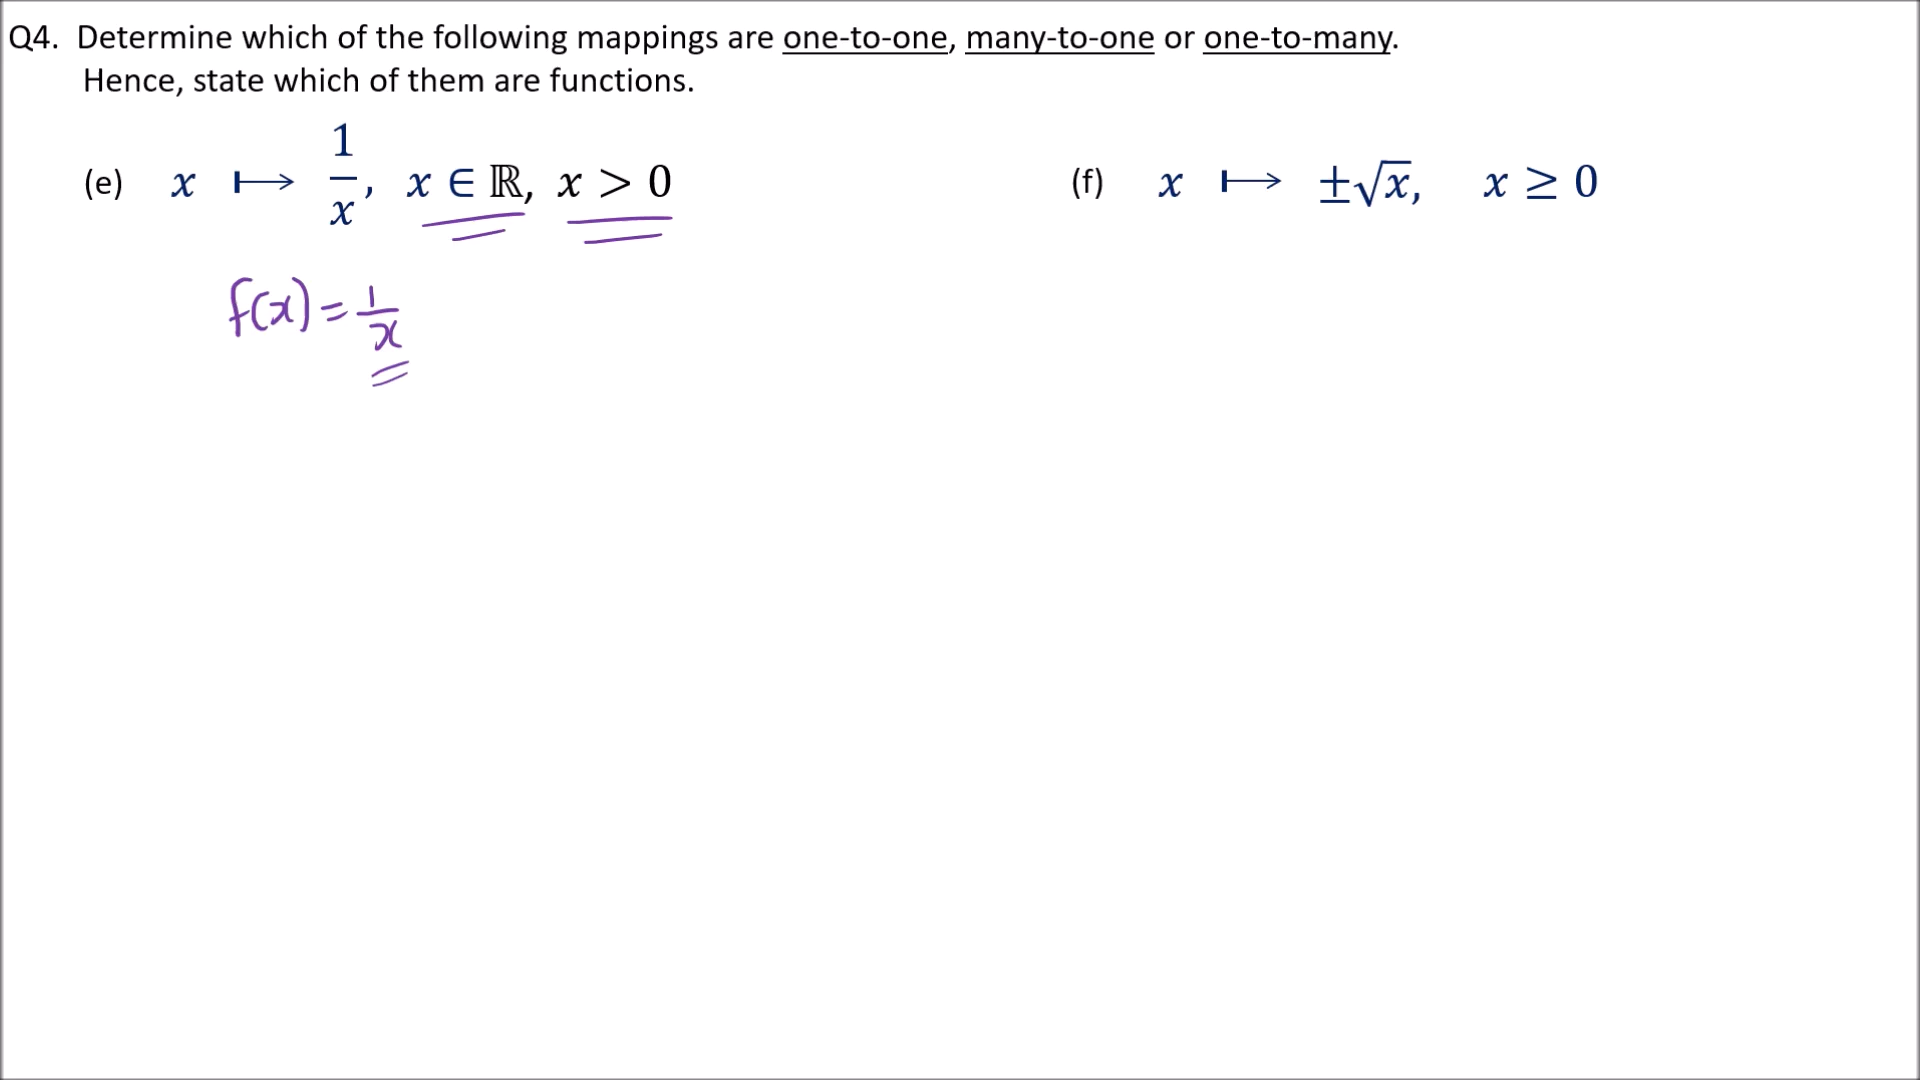 Q4. Determine which of the following mappings are one-to-one, many-to-one or one-to-many.
Hence, state which of them are functions.
(e) x ⟼ 1/x, x ∈ ℝ, x > 0
(f) x ⟼ ±√x, x ≥ 0
f(x) = 1/x